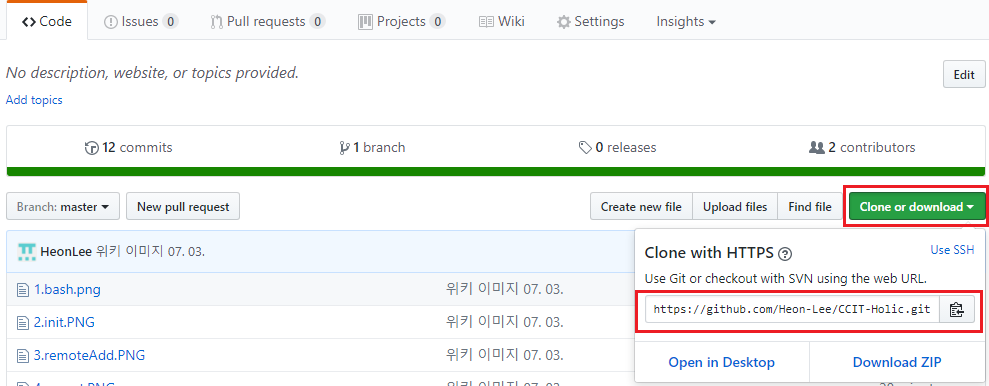 Code Issues 0 Pull requests 0 Projects 0 Wiki Settings Insights
No description, website, or topics provided. Edit
Add topics
12 commits 1 branch 0 releases 2 contributors
Branch: master New pull request Create new file Upload files Find file Clone or download
HeonLee 위키 이미지 07. 03.
1.bash.png 위키 이미지 07. 03.
2.init.PNG 위키 이미지 07. 03.
3.remoteAdd.PNG 위키 이미지 07. 03.
Clone with HTTPS Use SSH
Use Git or checkout with SVN using the web URL.
https://github.com/Heon-Lee/CCIT-Holic.git
Open in Desktop Download ZIP